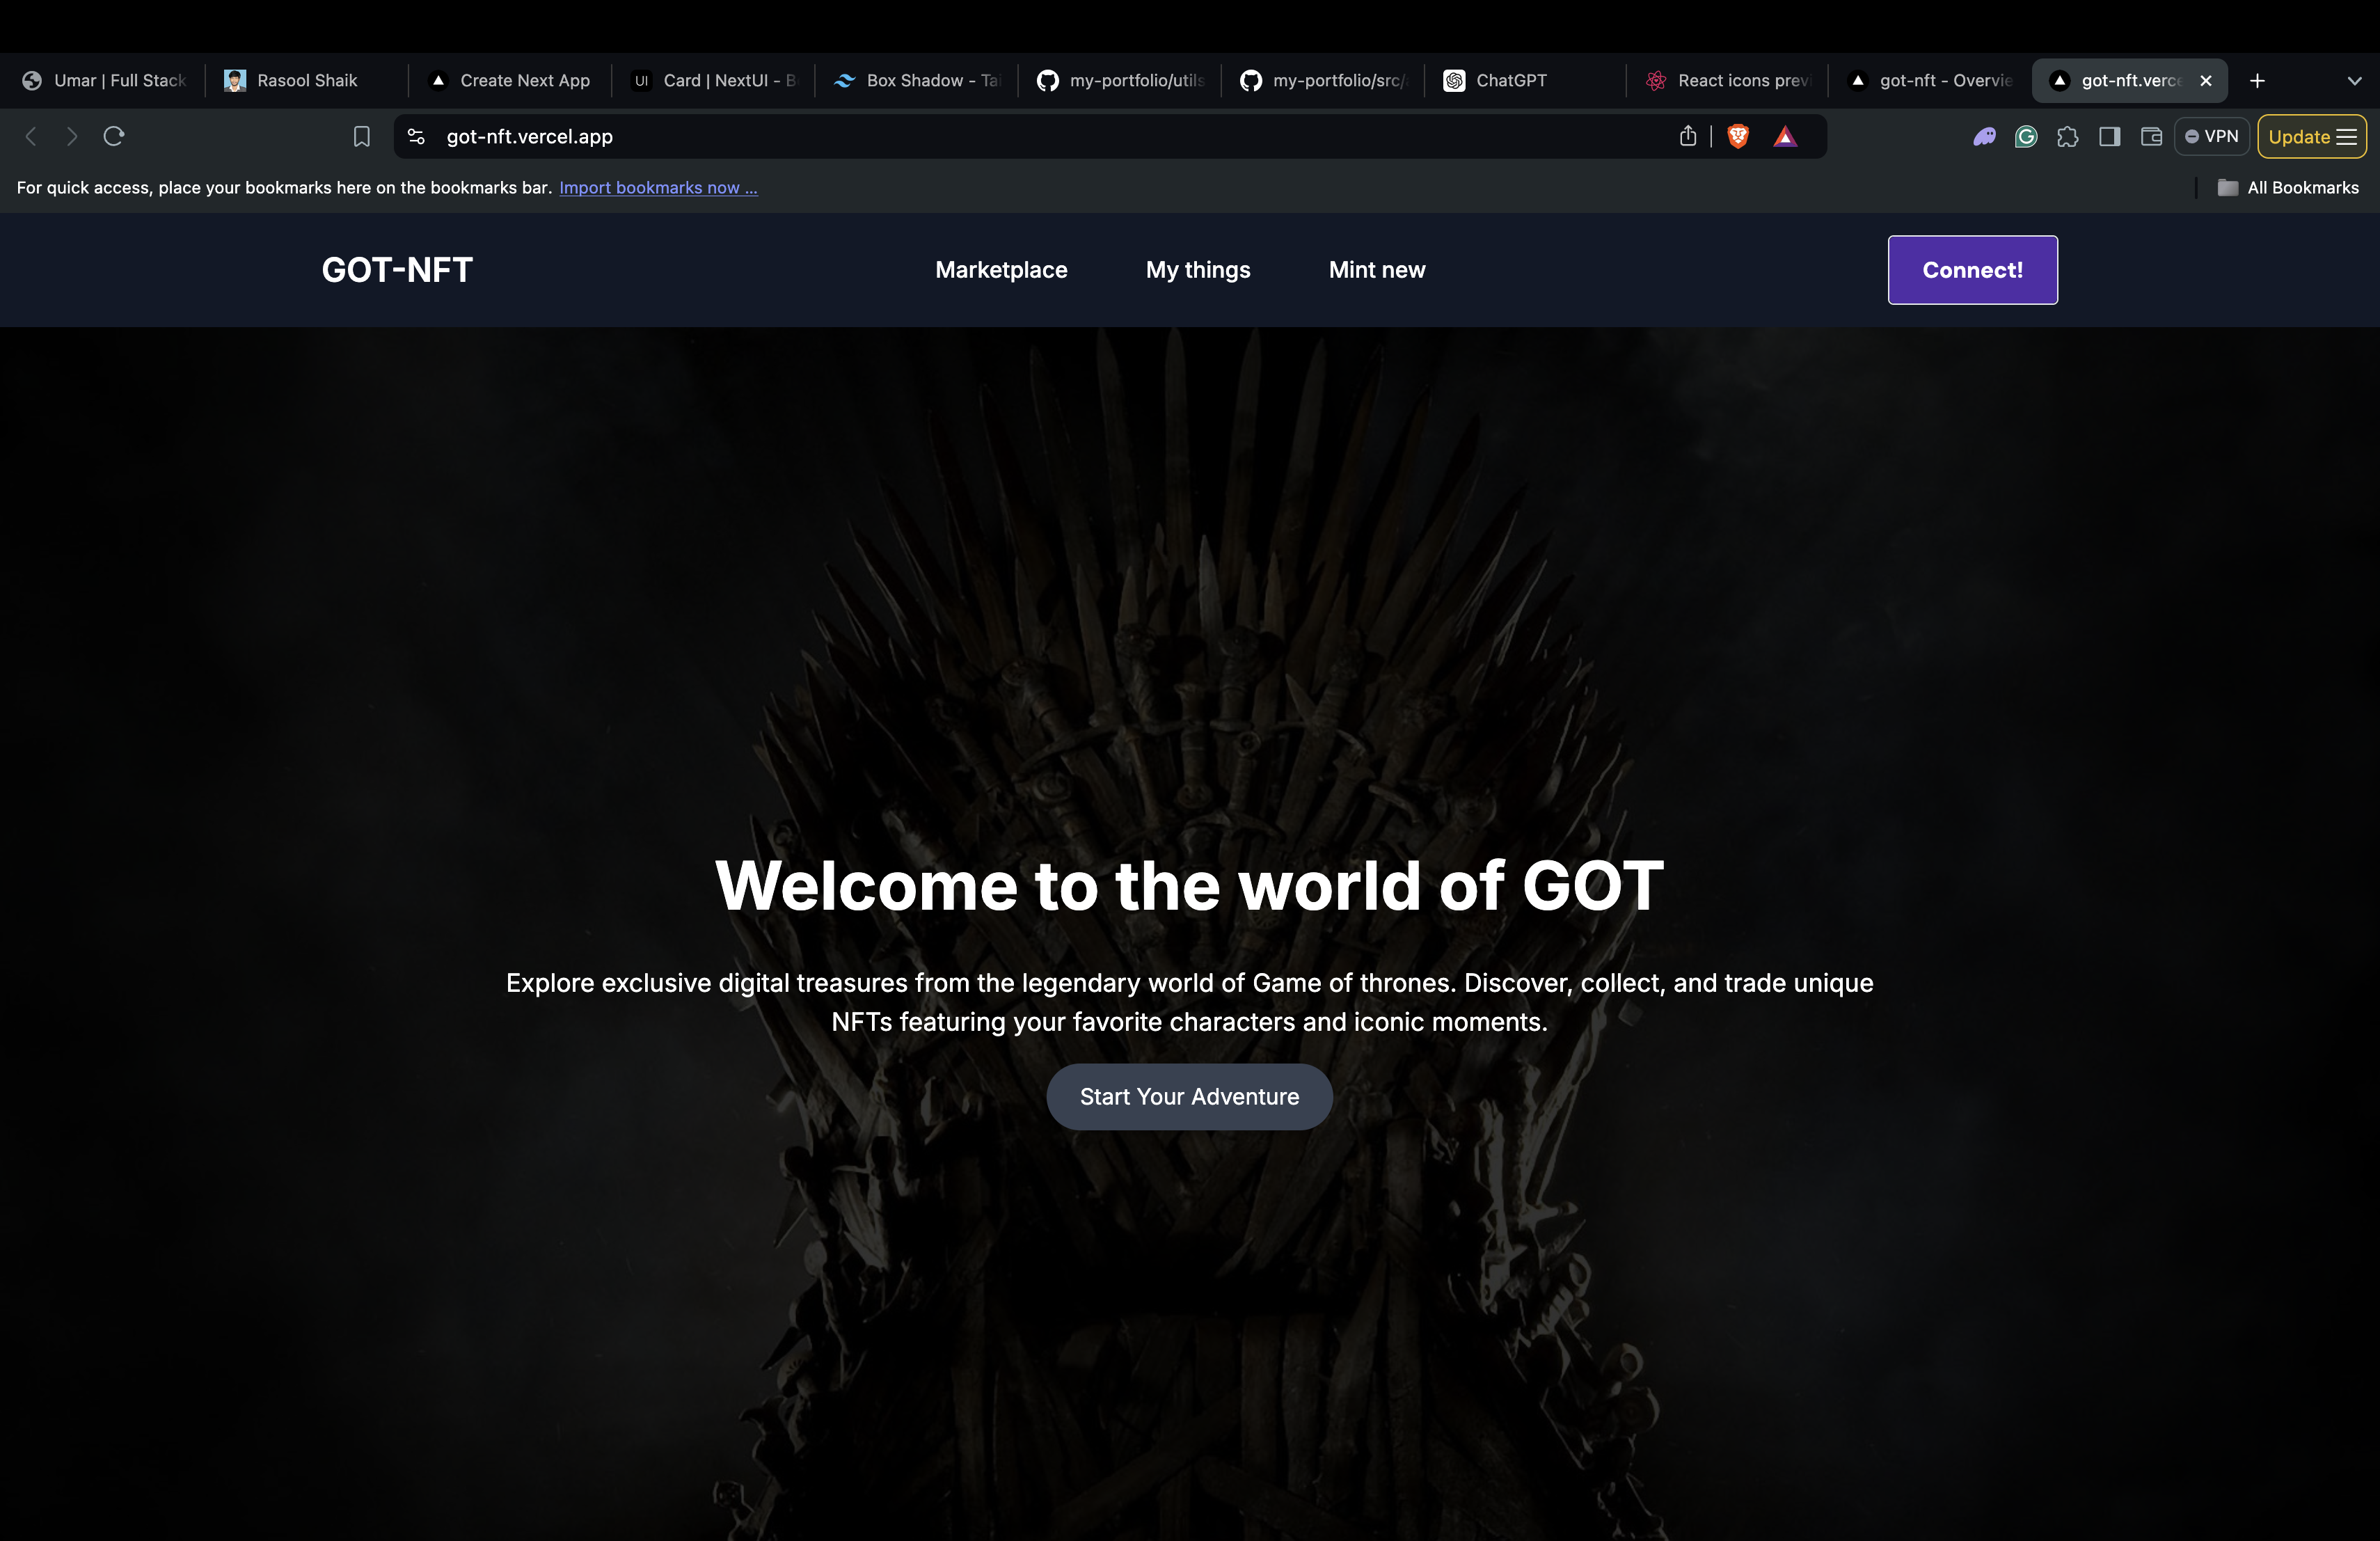 Umar | Full Stack
Rasool Shaik
Create Next App
UI
Card | NextUI - B
Box Shadow - Tai
my-portfolio/utils
my-portfolio/src/
ChatGPT
React icons previ
got-nft - Overvie
got-nft.verce
got-nft.vercel.app
VPN
Update
For quick access, place your bookmarks here on the bookmarks bar. Import bookmarks now ...
All Bookmarks
GOT-NFT
Marketplace
My things
Mint new
Connect!
Welcome to the world of GOT
Explore exclusive digital treasures from the legendary world of Game of thrones. Discover, collect, and trade unique
NFTs featuring your favorite characters and iconic moments.
Start Your Adventure